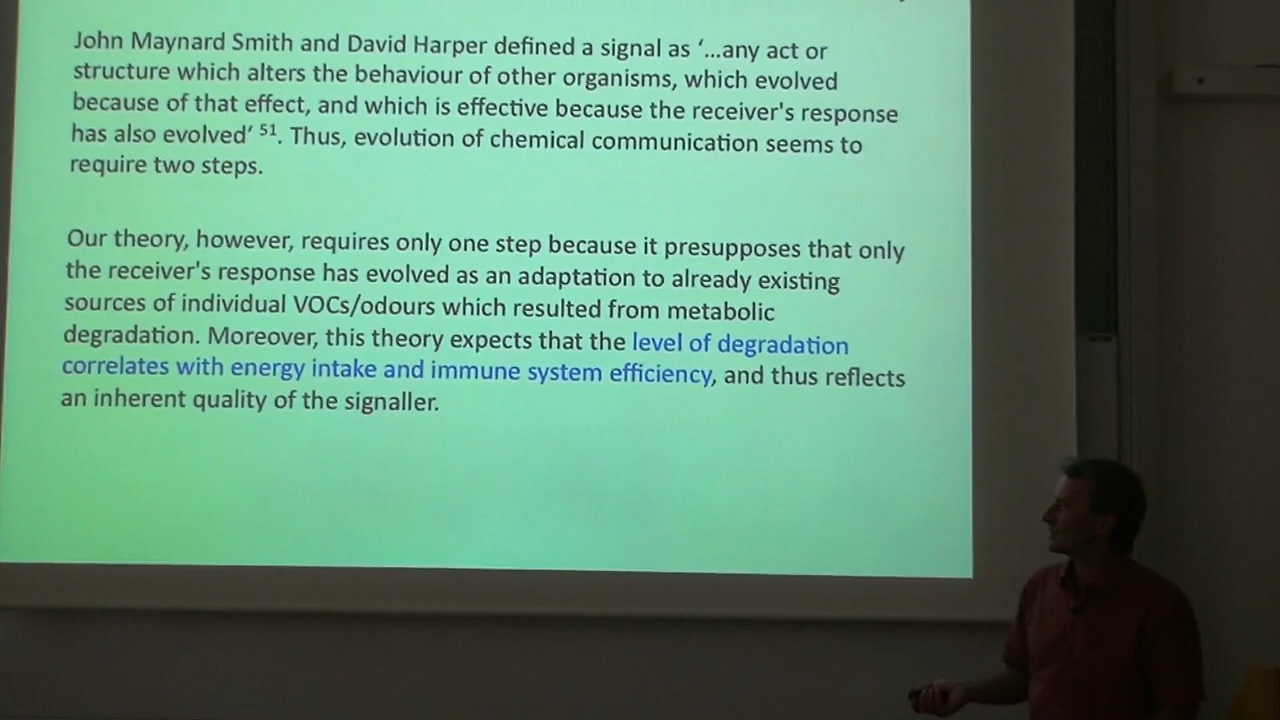 John Maynard Smith and David Harper defined a signal as ‘...any act or
structure which alters the behaviour of other organisms, which evolved
because of that effect, and which is effective because the receiver's response
has also evolved’ ⁵¹. Thus, evolution of chemical communication seems to
require two steps.
Our theory, however, requires only one step because it presupposes that only
the receiver's response has evolved as an adaptation to already existing
sources of individual VOCs/odours which resulted from metabolic
degradation. Moreover, this theory expects that the level of degradation
correlates with energy intake and immune system efficiency, and thus reflects
an inherent quality of the signaller.